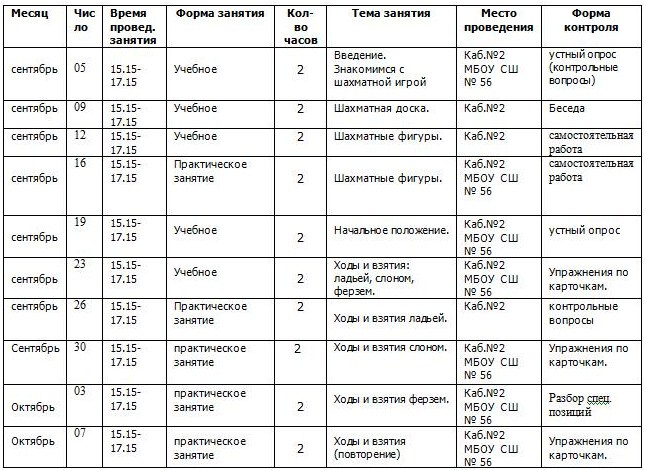 Месяц Чис ло Время провед. занятия Форма занятия Кол- во часов Тема занятия Место проведения Форма контроля
сентябрь 05 15.15- 17.15 Учебное 2 Введение. Знакомимся с шахматной игрой Каб.№2 МБОУ СШ № 56 устный опрос (контрольные вопросы)
сентябрь 09 15.15- 17.15 Учебное 2 Шахматная доска. Каб.№2 Беседа
сентябрь 12 15.15- 17.15 Учебное 2 Шахматные фигуры. Каб.№2 самостоятельная работа
сентябрь 16 15.15- 17.15 Практическое занятие 2 Шахматные фигуры. Каб.№2 МБОУ СШ № 56 самостоятельная работа
сентябрь 19 15.15- 17.15 Учебное 2 Начальное положение. Каб.№2 МБОУ СШ № 56 устный опрос
сентябрь 23 15.15- 17.15 Учебное 2 Ходы и взятия: ладьей, слоном, ферзем. Каб.№2 МБОУ СШ № 56 Упражнения по карточкам.
сентябрь 26 15.15- 17.15 Практическое занятие 2 Ходы и взятия ладьей. Каб.№2 контрольные вопросы
Сентябрь 30 15.15- 17.15 практическое занятие 2 Ходы и взятия слоном. Каб.№2 МБОУ СШ № 56 Упражнения по карточкам.
Октябрь 03 15.15- 17.15 практическое занятие 2 Ходы и взятия ферзем. Каб.№2 МБОУ СШ № 56 Разбор спец. позиций
Октябрь 07 15.15- 17.15 практическое занятие 2 Ходы и взятия (повторение) Каб.№2 МБОУ СШ № 56 Упражнения по карточкам.